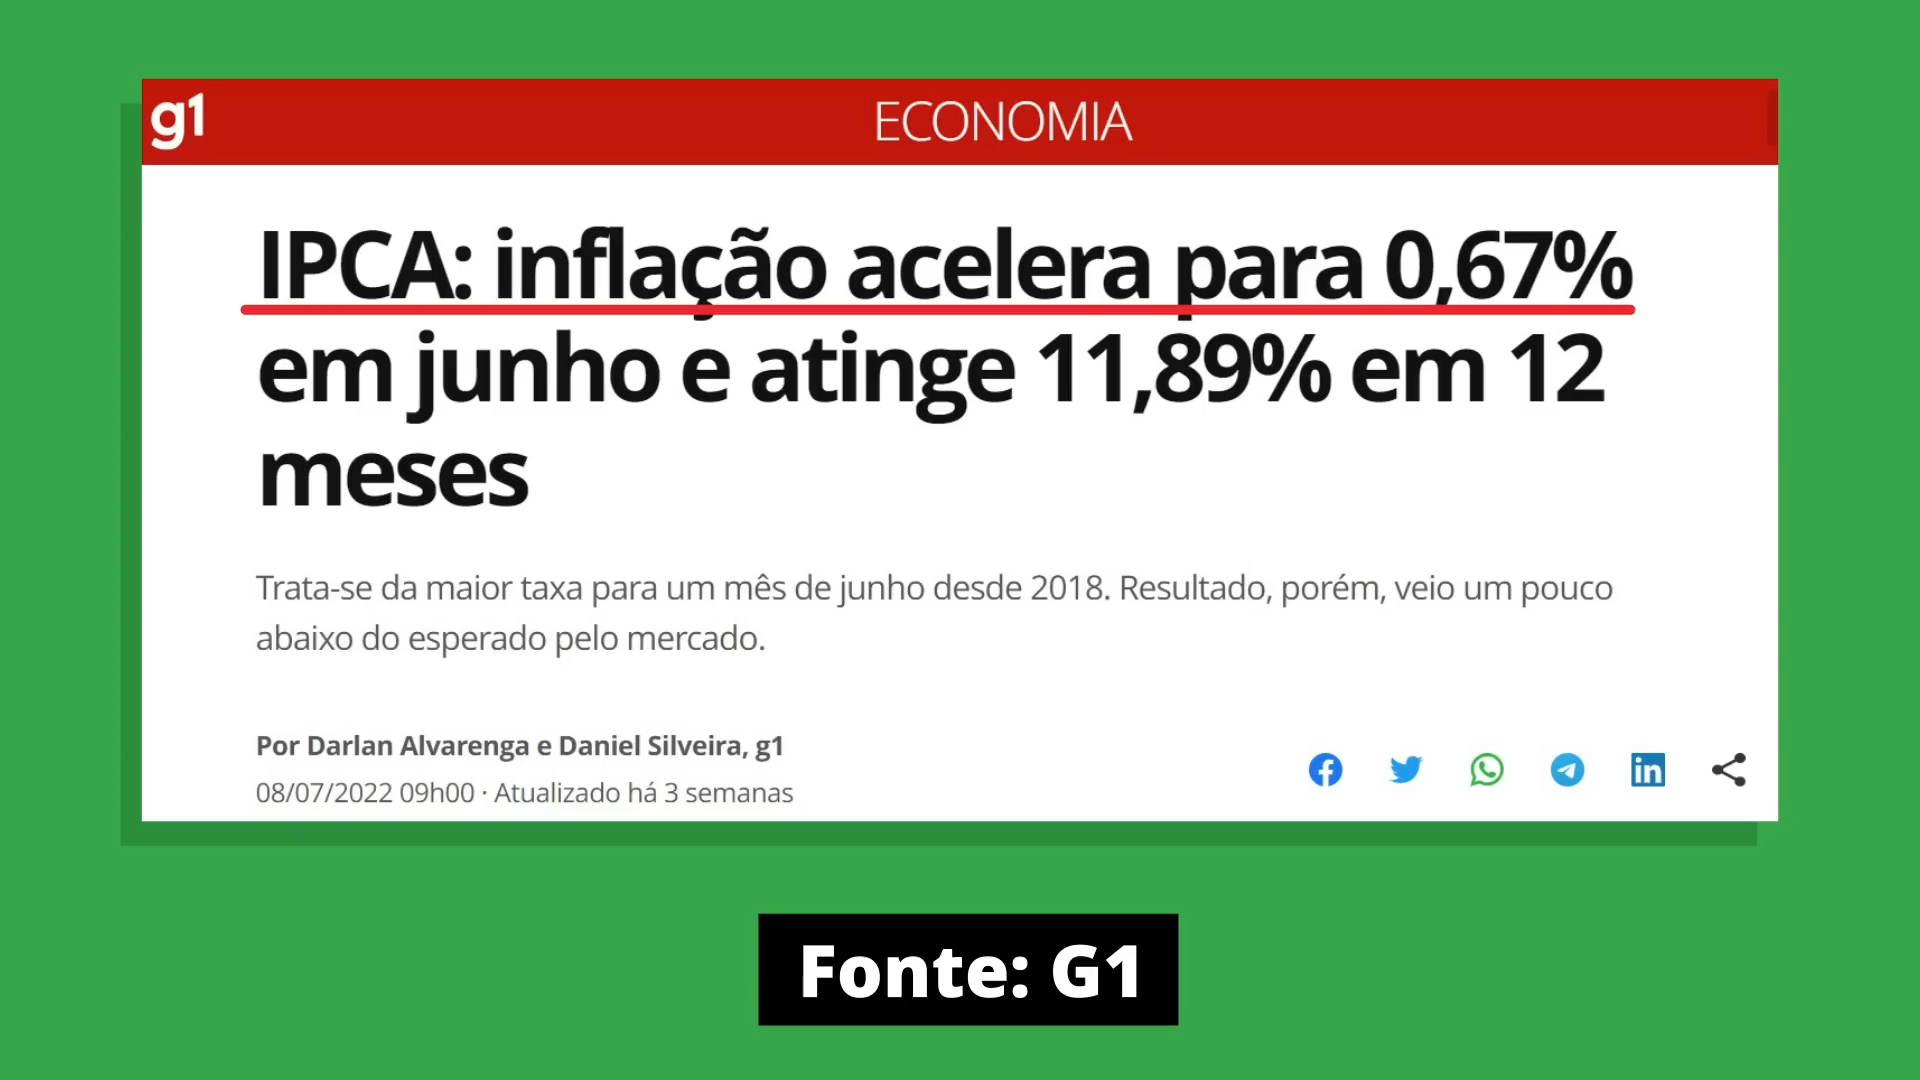 g1
ECONOMIA
IPCA: inflação acelera para 0,67%
em junho e atinge 11,89% em 12
meses
Trata-se da maior taxa para um mês de junho desde 2018. Resultado, porém, veio um pouco
abaixo do esperado pelo mercado.
Por Darlan Alvarenga e Daniel Silveira, g1
08/07/2022 09h00 · Atualizado há 3 semanas
in
Fonte: G1